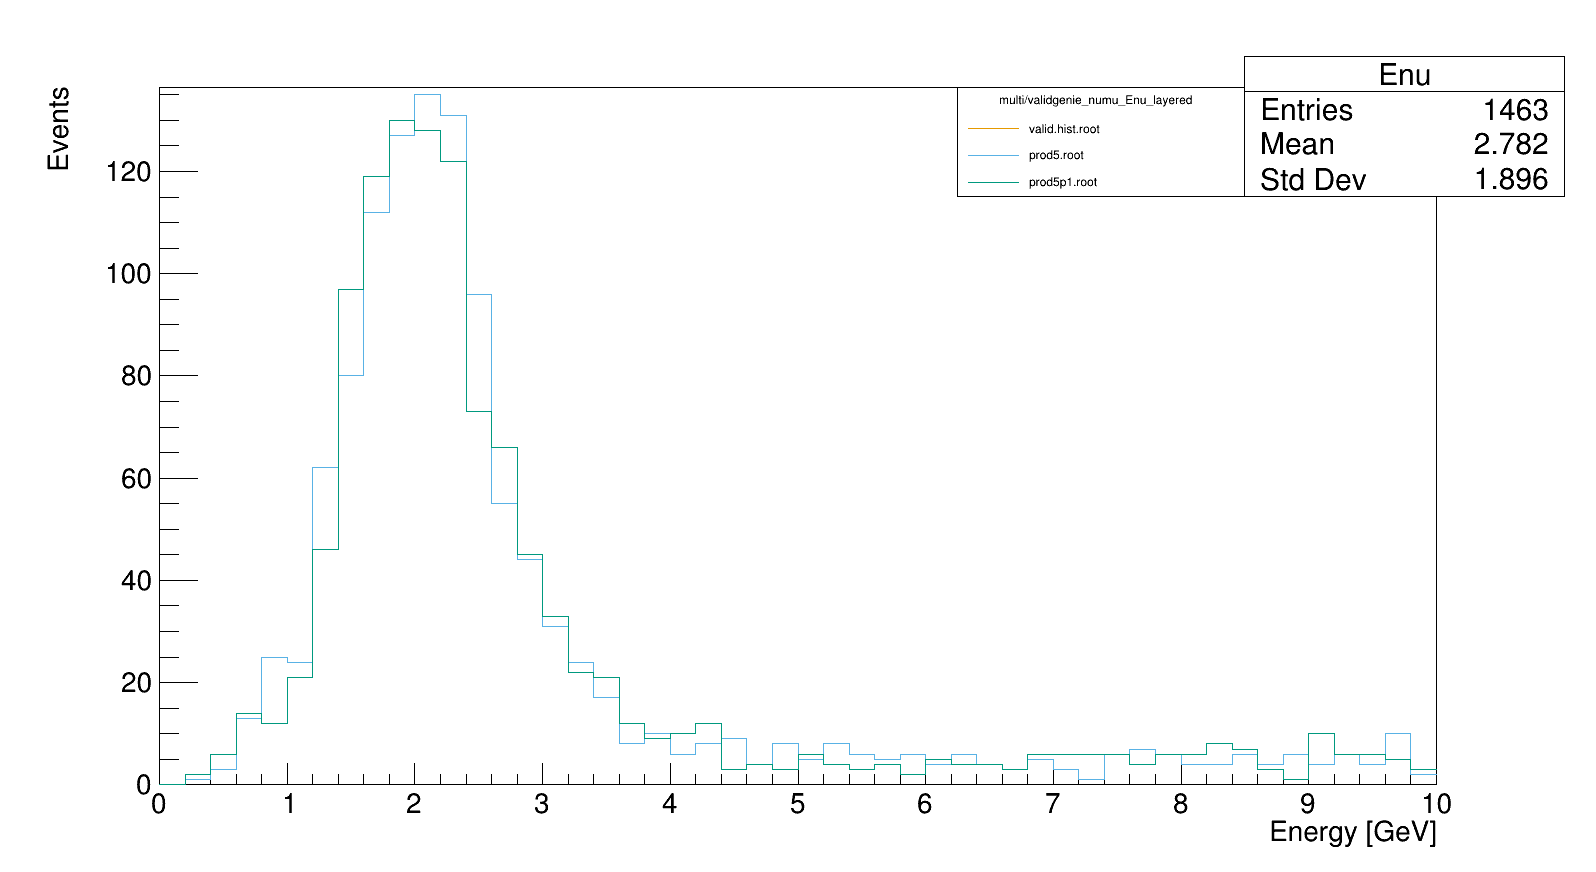 Events
multi/validgenie_numu_Enu_layered
valid.hist.root
prod5.root
prod5p1.root
Enu
Entries 1463
Mean 2.782
Std Dev 1.896
120
100
80
60
40
20
0
0 1 2 3 4 5 6 7 8 9 10
Energy [GeV]